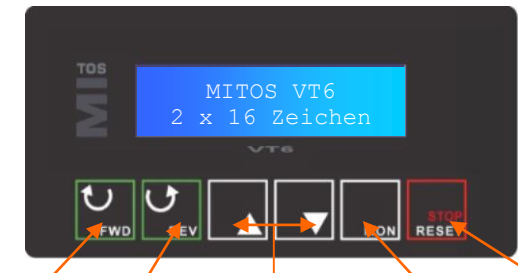 TOS
MI
MITOS VT6
2 x 16 Zeichen
VT6
FWD
REV
ON
STOP
RESET